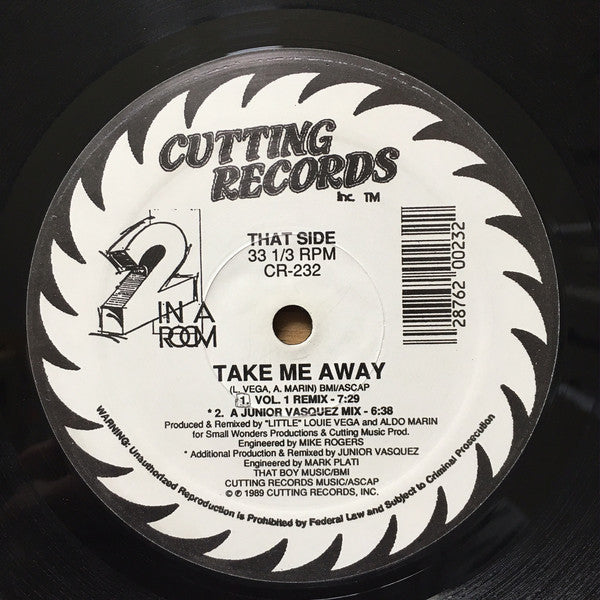 CUTTING
RECORDS
Inc. TM
THAT SIDE
33 1/3 RPM
CR-232
2
IN A
ROOM
28762 00232
TAKE ME AWAY
(L. VEGA, A. MARIN) BMI/ASCAP
1. VOL. 1 REMIX - 7:29
* 2. A JUNIOR VASQUEZ MIX - 6:38
Produced & Remixed by "LITTLE" LOUIE VEGA and ALDO MARIN
for Small Wonders Productions & Cutting Music Prod.
Engineered by MIKE ROGERS
* Additional Production & Remixed by JUNIOR VASQUEZ
Engineered by MARK PLATI
THAT BOY MUSIC/BMI
CUTTING RECORDS MUSIC/ASCAP
© ℗ 1989 CUTTING RECORDS, INC.
WARNING: Unauthorized Reproduction is Prohibited by Federal Law and Subject to Criminal Prosecution